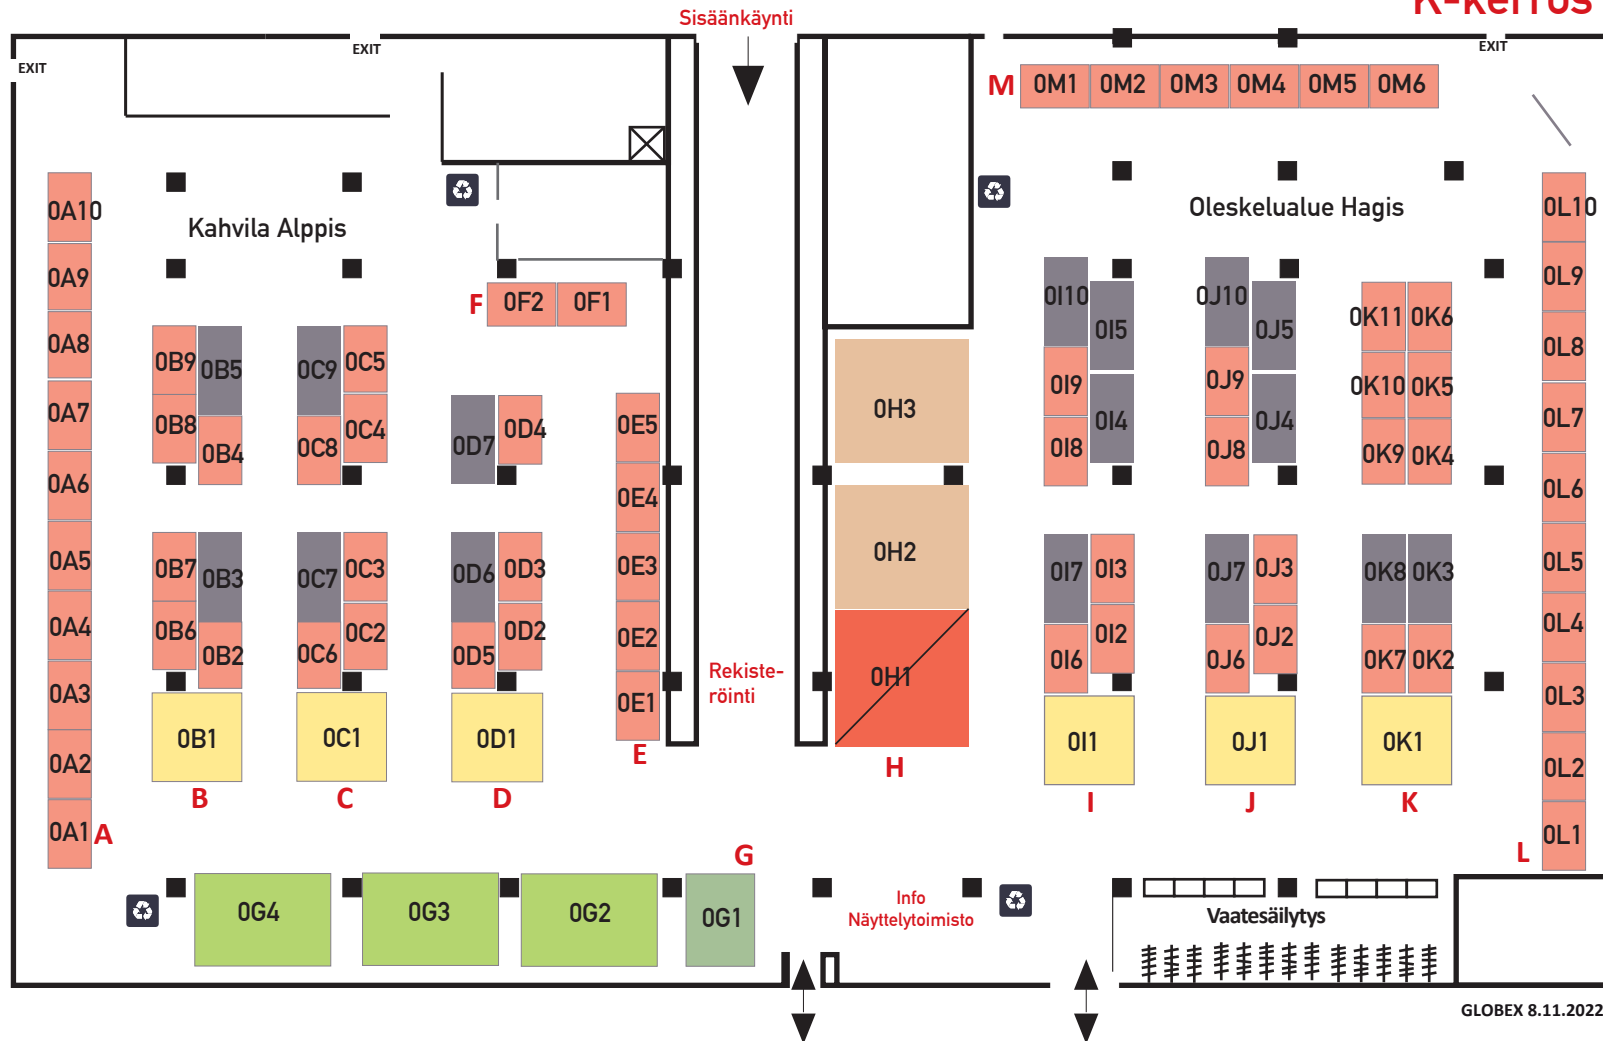 K-kerros
Sisäänkäynti
EXIT
EXIT
EXIT
M
0M1 0M2 0M3 0M4 0M5 0M6
Kahvila Alppis
Oleskelualue Hagis
0A10
0A9
0A8
0A7
0A6
0A5
0A4
0A3
0A2
0A1
A
0B9 0B5
0B8 0B4
0B7 0B3
0B6 0B2
0B1
B
0C9 0C5
0C8 0C4
0C7 0C3
0C6 0C2
0C1
C
F
0F2 0F1
0D7 0D4
0D6 0D3
0D5 0D2
0D1
D
0E5
0E4
0E3
0E2
0E1
E
Rekiste-
röinti
0H3
0H2
0H1
H
0I10 0I5
0I9 0I4
0I8
0I7 0I3
0I6 0I2
0I1
I
0J10 0J5
0J9 0J4
0J8
0J7 0J3
0J6 0J2
0J1
J
0K11 0K6
0K10 0K5
0K9 0K4
0K8 0K3
0K7 0K2
0K1
K
0L10
0L9
0L8
0L7
0L6
0L5
0L4
0L3
0L2
0L1
L
G
0G4 0G3 0G2 0G1
Info
Näyttelytoimisto
Vaatesäilytys
GLOBEX 8.11.2022